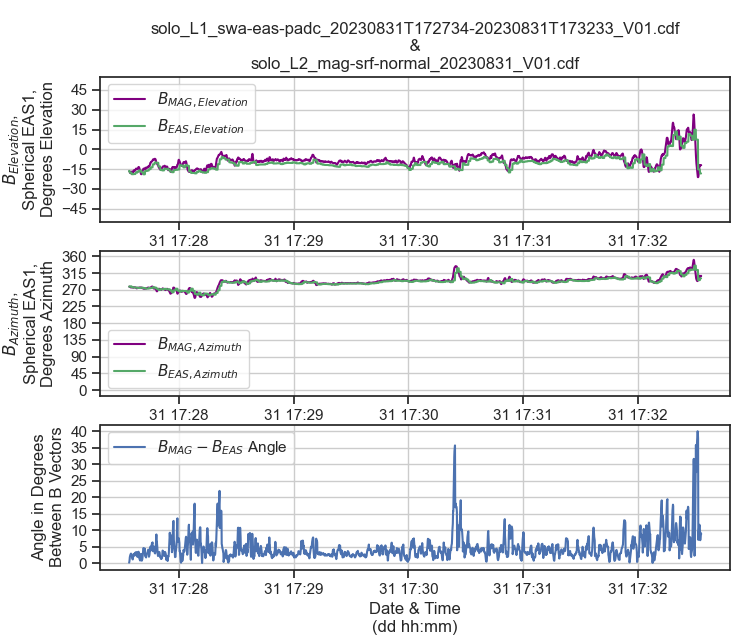 solo_L1_swa-eas-padc_20230831T172734-20230831T173233_V01.cdf
&
solo_L2_mag-srf-normal_20230831_V01.cdf
B_Elevation,
Spherical EAS1,
Degrees Elevation
45
30
15
0
−15
−30
−45
B_MAG, Elevation
B_EAS, Elevation
31 17:28 31 17:29 31 17:30 31 17:31 31 17:32
B_Azimuth,
Spherical EAS1,
Degrees Azimuth
360
315
270
225
180
135
90
45
0
B_MAG, Azimuth
B_EAS, Azimuth
31 17:28 31 17:29 31 17:30 31 17:31 31 17:32
Angle in Degrees
Between B Vectors
40
35
30
25
20
15
10
5
0
B_MAG − B_EAS Angle
31 17:28 31 17:29 31 17:30 31 17:31 31 17:32
Date & Time
(dd hh:mm)